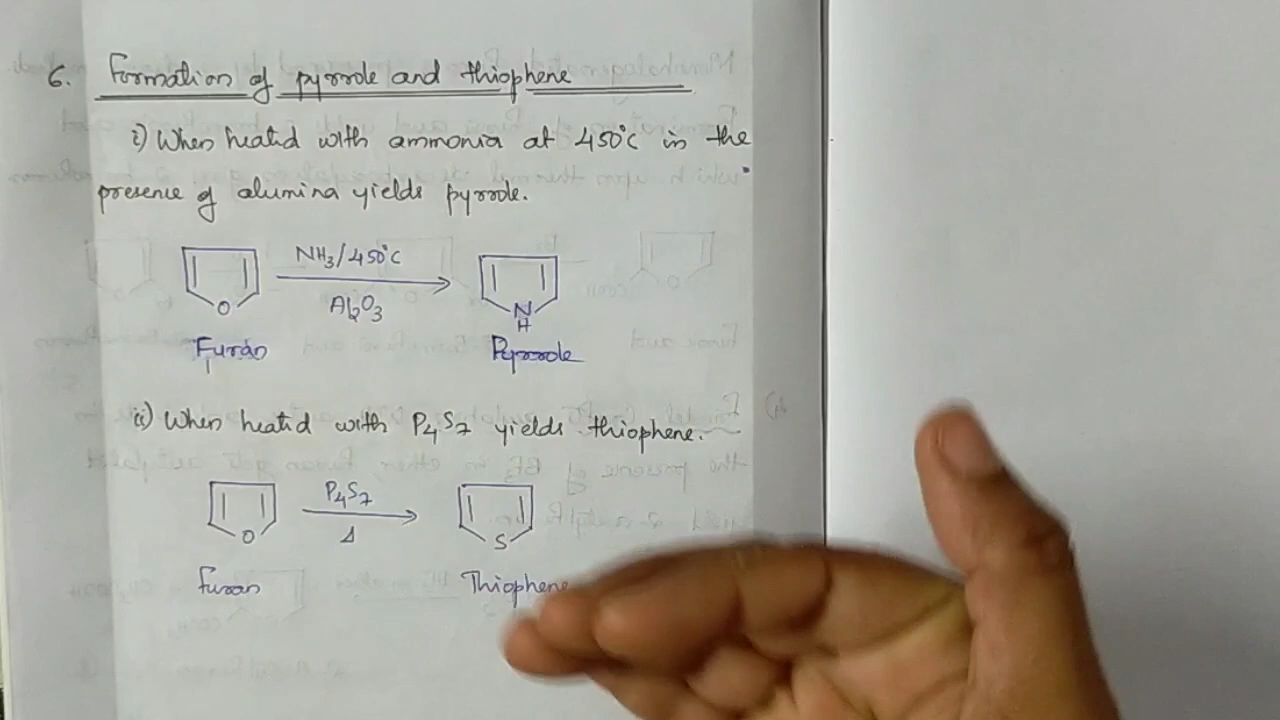 6. Formation of pyrrole and thiophene
i) When heated with ammonia at 450°C in the
presence of alumina yields pyrrole.
NH3/450°C
Al2O3
O
N
H
Furan
Pyrrole
ii) When heated with P4S7 yields thiophene.
P4S7
Δ
O
S
Furan
Thiophene